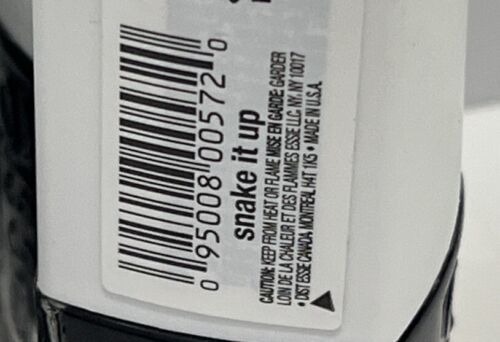 0 95008 00572 0
snake it up
CAUTION: KEEP FROM HEAT OR FLAME MISE EN GARDE: GARDER
LOIN DE LA CHALEUR ET DES FLAMMES ESSIE LLC, NY, NY 10017
• DIST ESSIE CANADA, MONTREAL H4T 1K5 • MADE IN U.S.A.